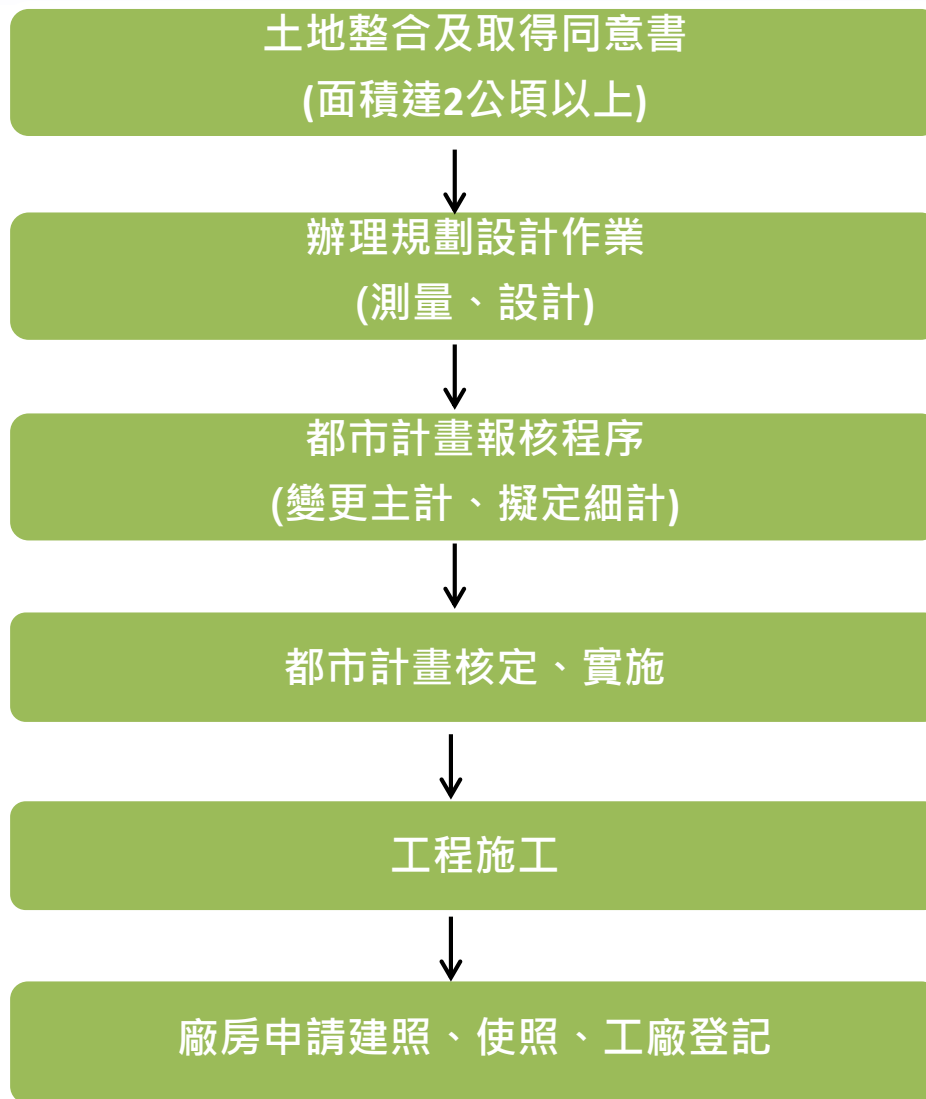 土地整合及取得同意書
(面積達2公頃以上)
辦理規劃設計作業
(測量、設計)
都市計畫報核程序
(變更主計、擬定細計)
都市計畫核定、實施
工程施工
廠房申請建照、使照、工廠登記